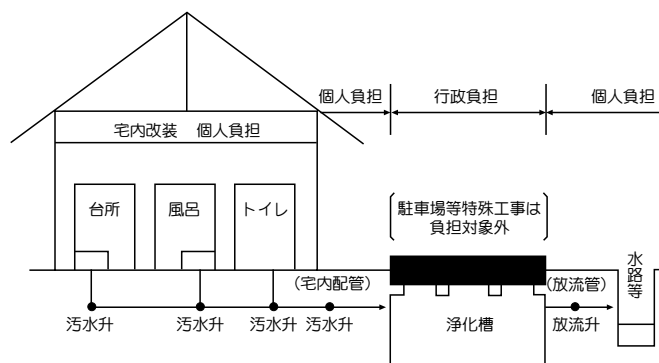 個人負担 行政負担 個人負担
宅内改装 個人負担
台所 風呂 トイレ
駐車場等特殊工事は
負担対象外
(宅内配管) (放流管) 水路等
汚水升 汚水升 汚水升 汚水升 浄化槽 放流升